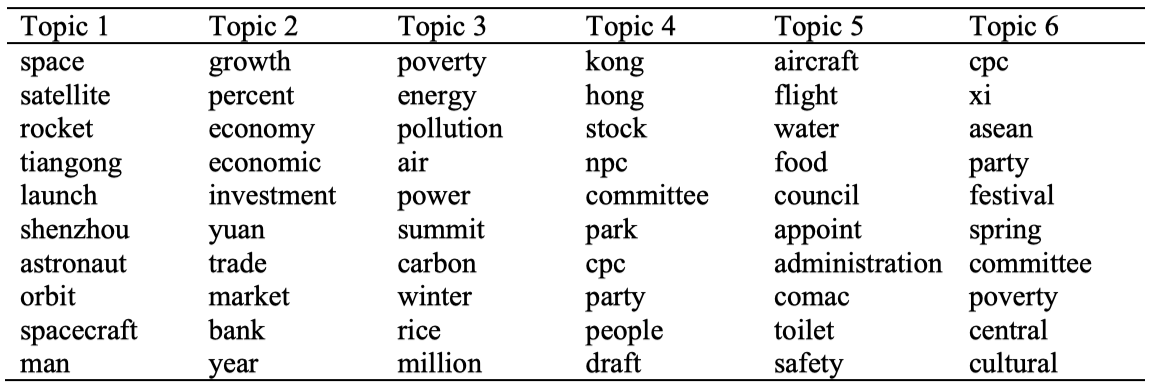 Topic 1 Topic 2 Topic 3 Topic 4 Topic 5 Topic 6
space growth poverty kong aircraft cpc
satellite percent energy hong flight xi
rocket economy pollution stock water asean
tiangong economic air npc food party
launch investment power committee council festival
shenzhou yuan summit park appoint spring
astronaut trade carbon cpc administration committee
orbit market winter party comac poverty
spacecraft bank rice people toilet central
man year million draft safety cultural